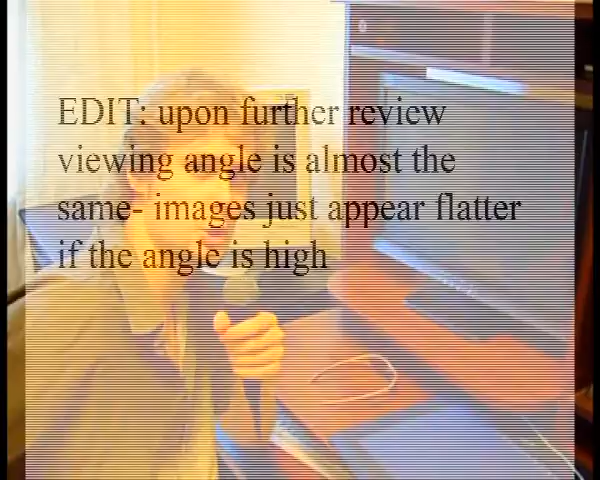 EDIT: upon further review
viewing angle is almost the
same- images just appear flatter
if the angle is high